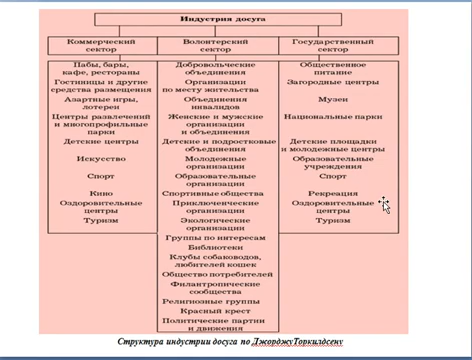 Индустрия досуга
Коммерческий
сектор
Волонтерский
сектор
Государственный
сектор
Пабы, бары,
кафе, рестораны
Гостиницы и другие
средства размещения
Азартные игры,
лотереи
Центры развлечений
и многопрофильные
парки
Детские центры
Искусство
Спорт
Кино
Оздоровительные
центры
Туризм
Добровольческие
объединения
Организации
по месту жительства
Объединения
инвалидов
Женские и мужские
организации
и объединения
Детские и подростковые
объединения
Молодежные
организации
Образовательные
организации
Спортивные общества
Приключенческие
организации
Экологические
организации
Группы по интересам
Библиотеки
Клубы собаководов,
любителей кошек
Общество потребителей
Филантропические
сообщества
Религиозные группы
Красный крест
Политические партии
и движения
Общественное
питание
Загородные центры
Музеи
Национальные парки
Детские площадки
и молодежные центры
Образовательные
учреждения
Спорт
Рекреация
Оздоровительные
центры
Туризм
Структура индустрии досуга по ДжорджуТоркилдсену